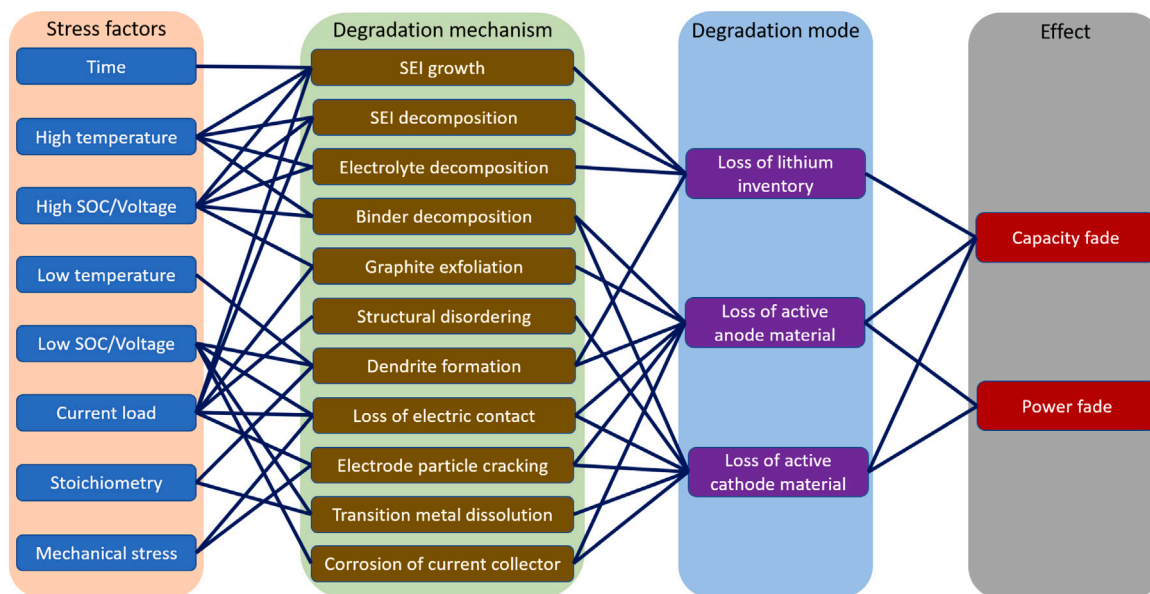 Stress factors
Time
High temperature
High SOC/Voltage
Low temperature
Low SOC/Voltage
Current load
Stoichiometry
Mechanical stress
Degradation mechanism
SEI growth
SEI decomposition
Electrolyte decomposition
Binder decomposition
Graphite exfoliation
Structural disordering
Dendrite formation
Loss of electric contact
Electrode particle cracking
Transition metal dissolution
Corrosion of current collector
Degradation mode
Loss of lithium
inventory
Loss of active
anode material
Loss of active
cathode material
Effect
Capacity fade
Power fade